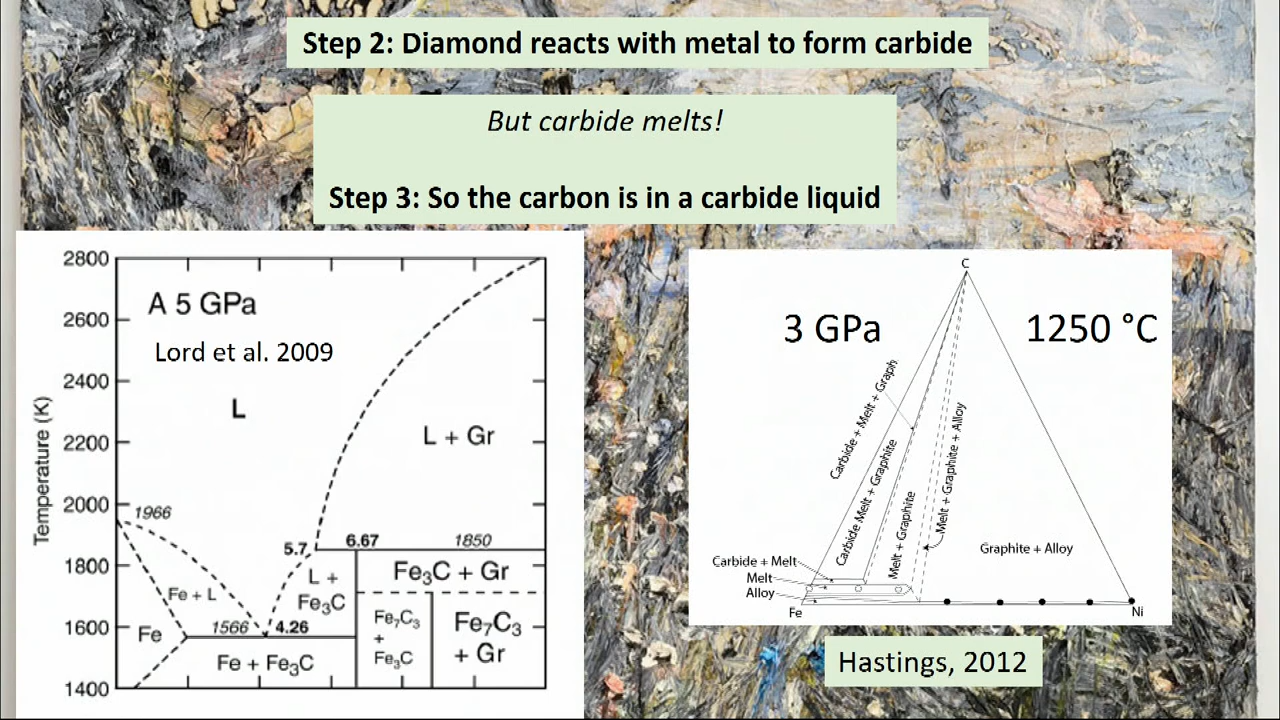 Step 2: Diamond reacts with metal to form carbide
But carbide melts!
Step 3: So the carbon is in a carbide liquid
2800
2600
2400
2200
2000
1800
1600
1400
Temperature (K)
A 5 GPa
Lord et al. 2009
L
L + Gr
1966
5.7
6.67
1850
L +
Fe₃C
Fe₃C + Gr
Fe + L
1566
4.26
Fe
Fe + Fe₃C
Fe₇C₃
+
Fe₃C
Fe₇C₃
+ Gr
C
3 GPa
1250 °C
Carbide + Melt + Graph
Carbide Melt + Graphite
Melt + Graphite
Melt + Graphite + Alloy
Graphite + Alloy
Carbide + Melt
Melt
Alloy
Fe
Ni
Hastings, 2012